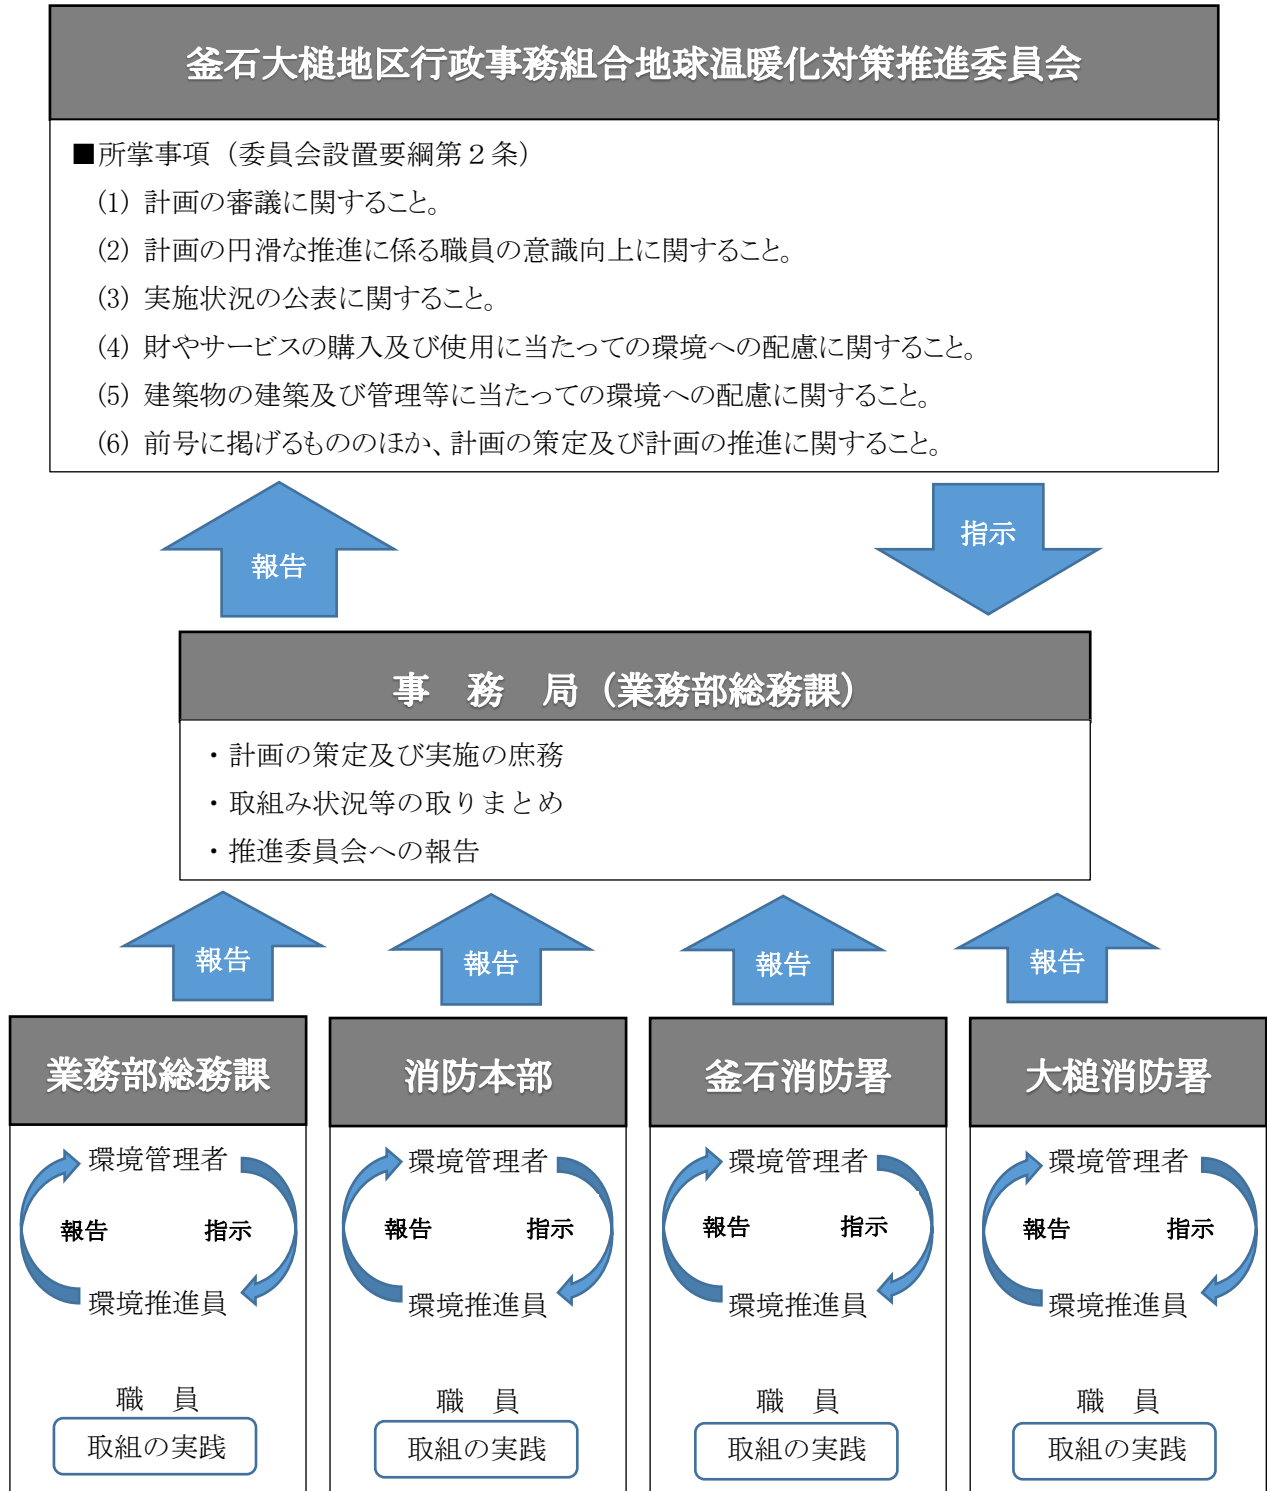 釜石大槌地区行政事務組合地球温暖化対策推進委員会
■所掌事項（委員会設置要綱第２条）
(1) 計画の審議に関すること。
(2) 計画の円滑な推進に係る職員の意識向上に関すること。
(3) 実施状況の公表に関すること。
(4) 財やサービスの購入及び使用に当たっての環境への配慮に関すること。
(5) 建築物の建築及び管理等に当たっての環境への配慮に関すること。
(6) 前号に掲げるもののほか、計画の策定及び計画の推進に関すること。
報告
指示
事　務　局（業務部総務課）
・計画の策定及び実施の庶務
・取組み状況等の取りまとめ
・推進委員会への報告
報告
報告
報告
報告
業務部総務課
環境管理者
報告　指示
環境推進員
職　員
取組の実践
消防本部
環境管理者
報告　指示
環境推進員
職　員
取組の実践
釜石消防署
環境管理者
報告　指示
環境推進員
職　員
取組の実践
大槌消防署
環境管理者
報告　指示
環境推進員
職　員
取組の実践